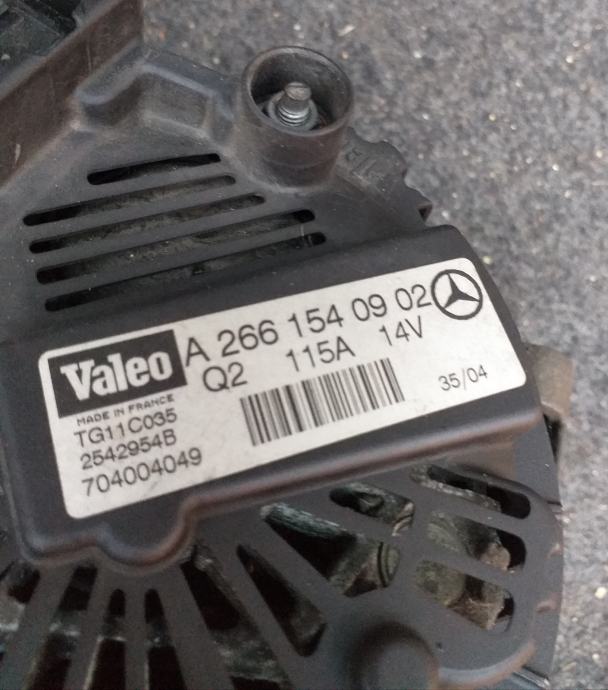 Valeo
A 266 154 09 02
Q2 115A 14V
MADE IN FRANCE
TG11C035
2542954B
704004049
35/04